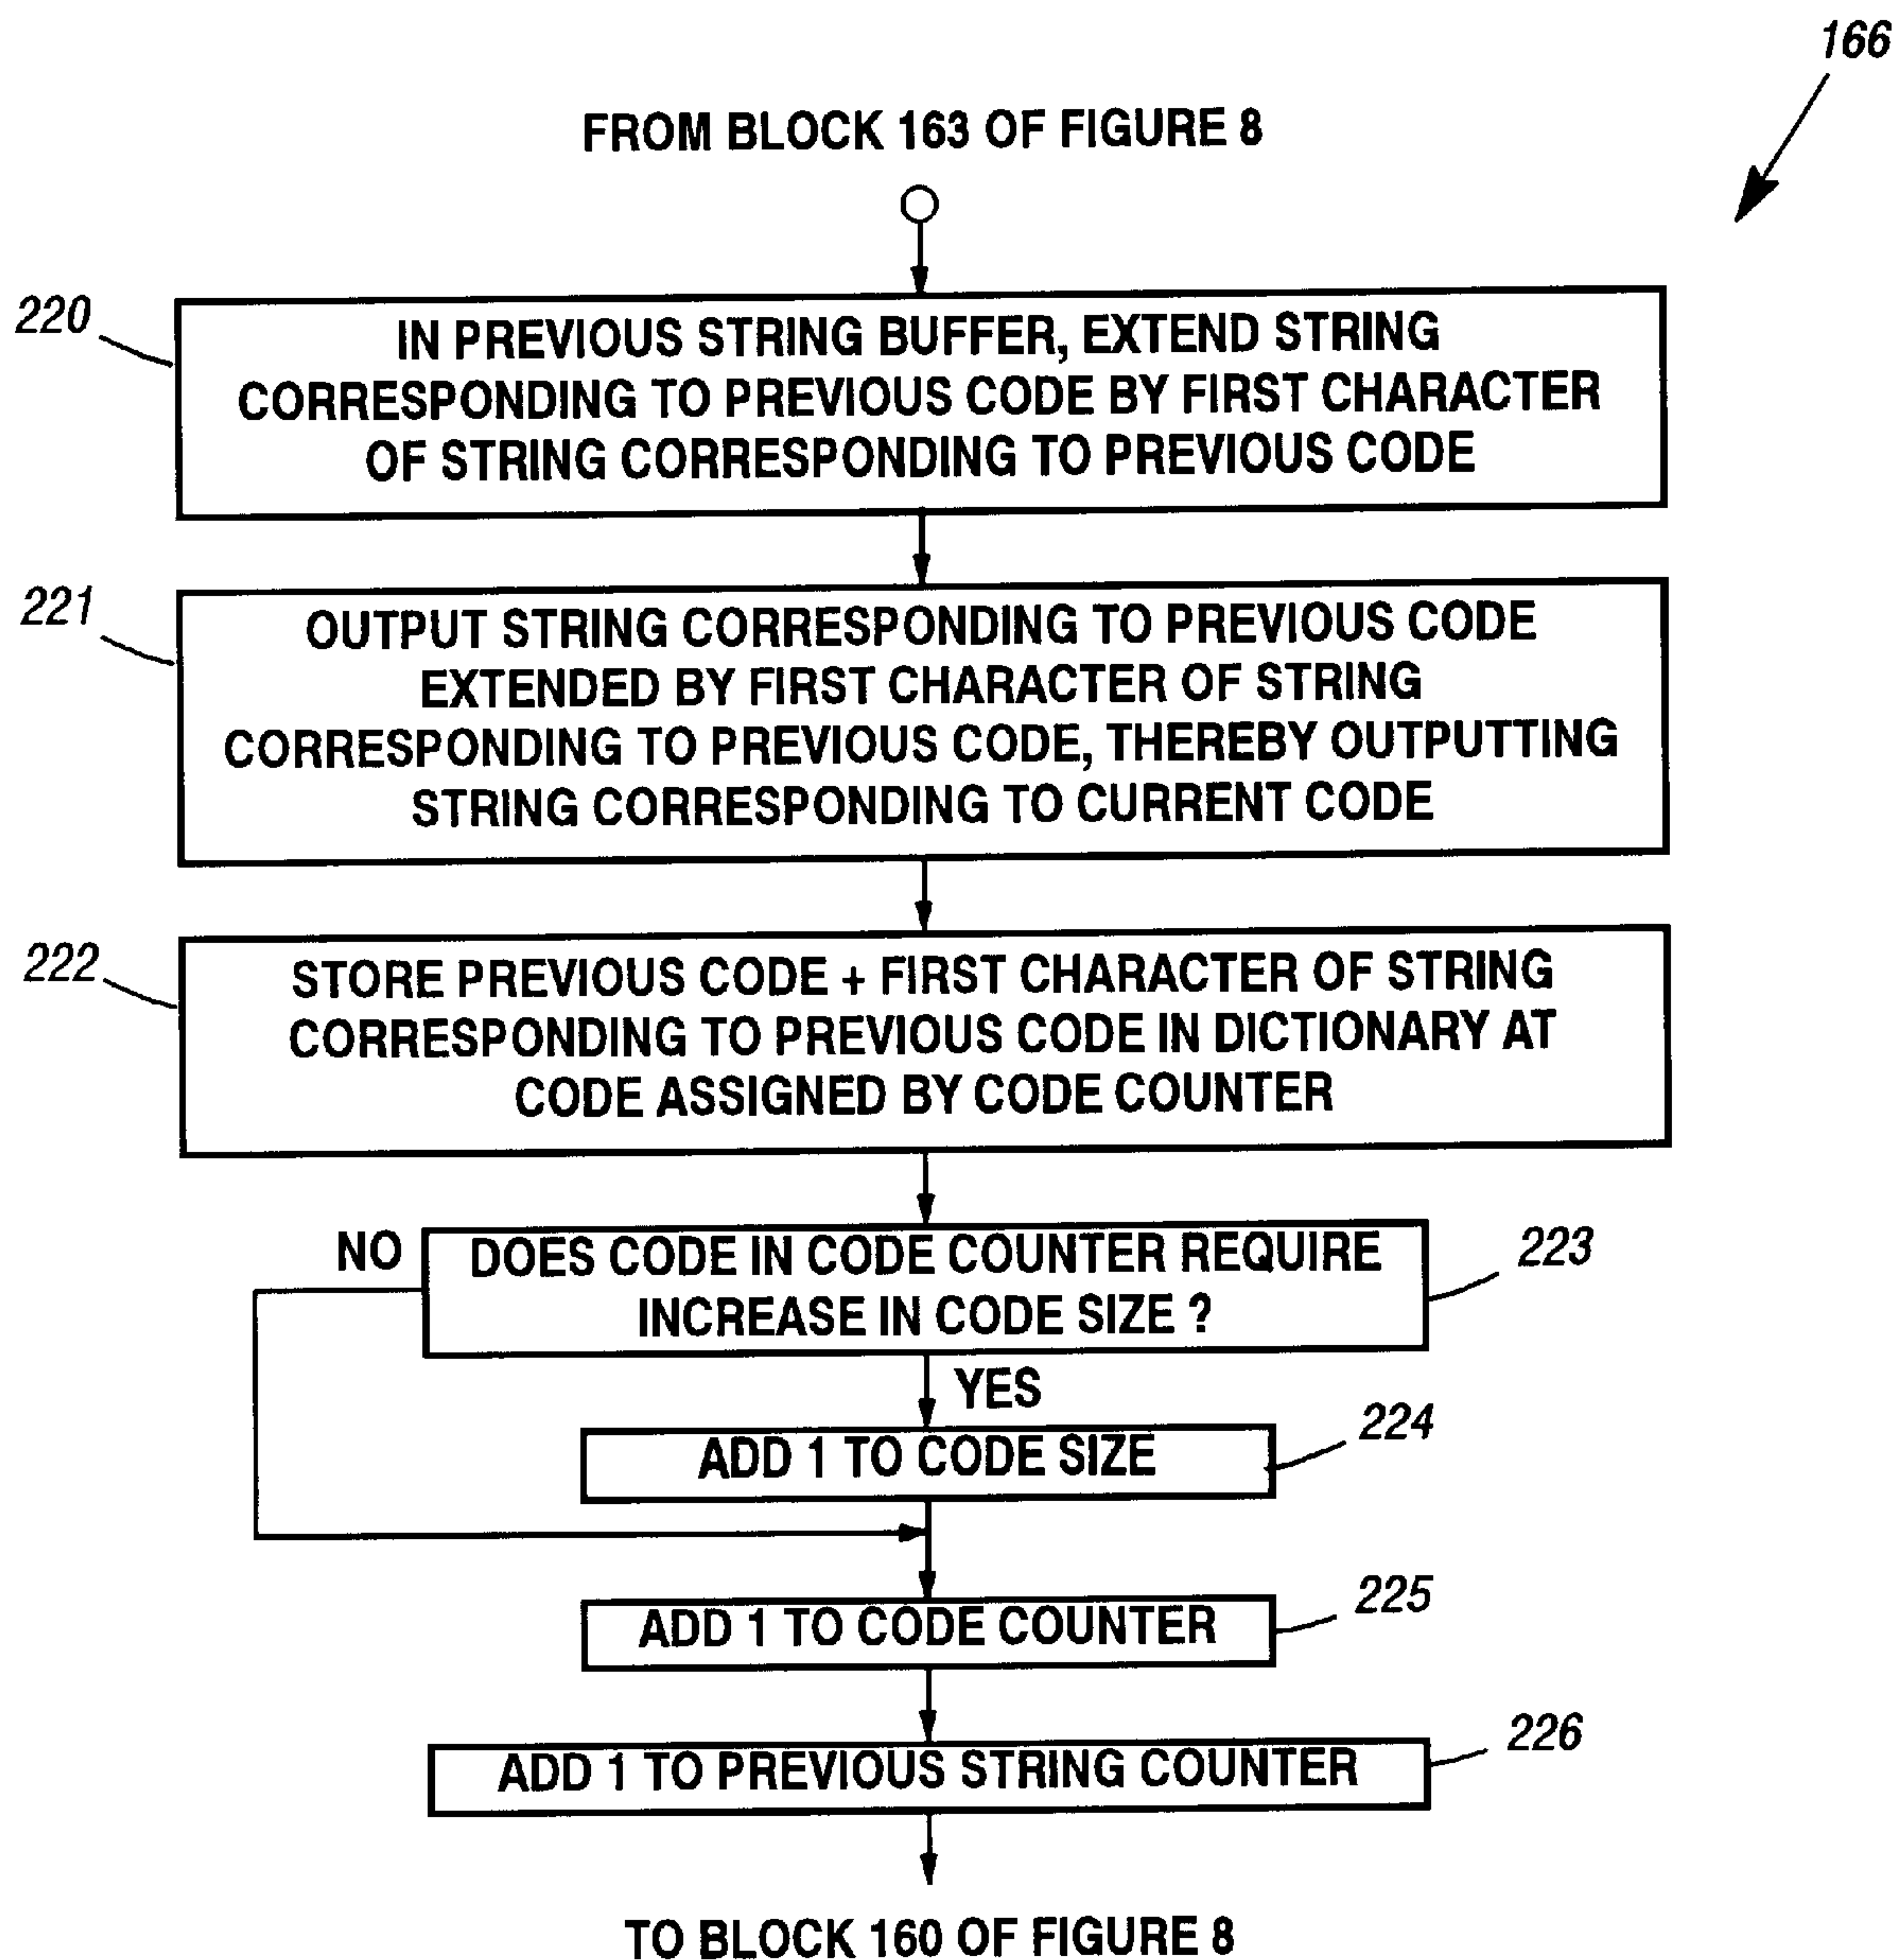 166
FROM BLOCK 163 OF FIGURE 8
220
IN PREVIOUS STRING BUFFER, EXTEND STRING
CORRESPONDING TO PREVIOUS CODE BY FIRST CHARACTER
OF STRING CORRESPONDING TO PREVIOUS CODE
221
OUTPUT STRING CORRESPONDING TO PREVIOUS CODE
EXTENDED BY FIRST CHARACTER OF STRING
CORRESPONDING TO PREVIOUS CODE, THEREBY OUTPUTTING
STRING CORRESPONDING TO CURRENT CODE
222
STORE PREVIOUS CODE + FIRST CHARACTER OF STRING
CORRESPONDING TO PREVIOUS CODE IN DICTIONARY AT
CODE ASSIGNED BY CODE COUNTER
NO
DOES CODE IN CODE COUNTER REQUIRE
INCREASE IN CODE SIZE ?
223
YES
224
ADD 1 TO CODE SIZE
225
ADD 1 TO CODE COUNTER
226
ADD 1 TO PREVIOUS STRING COUNTER
TO BLOCK 160 OF FIGURE 8